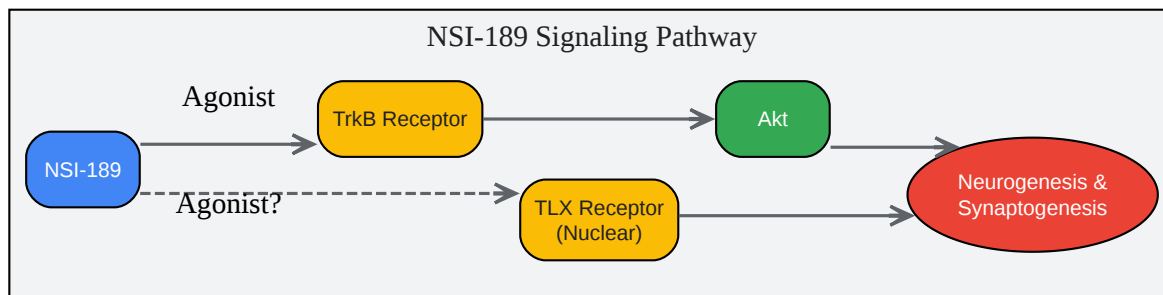 NSI-189 Signaling Pathway
Agonist
TrkB Receptor
Akt
NSI-189
Agonist?
TLX Receptor
(Nuclear)
Neurogenesis &
Synaptogenesis